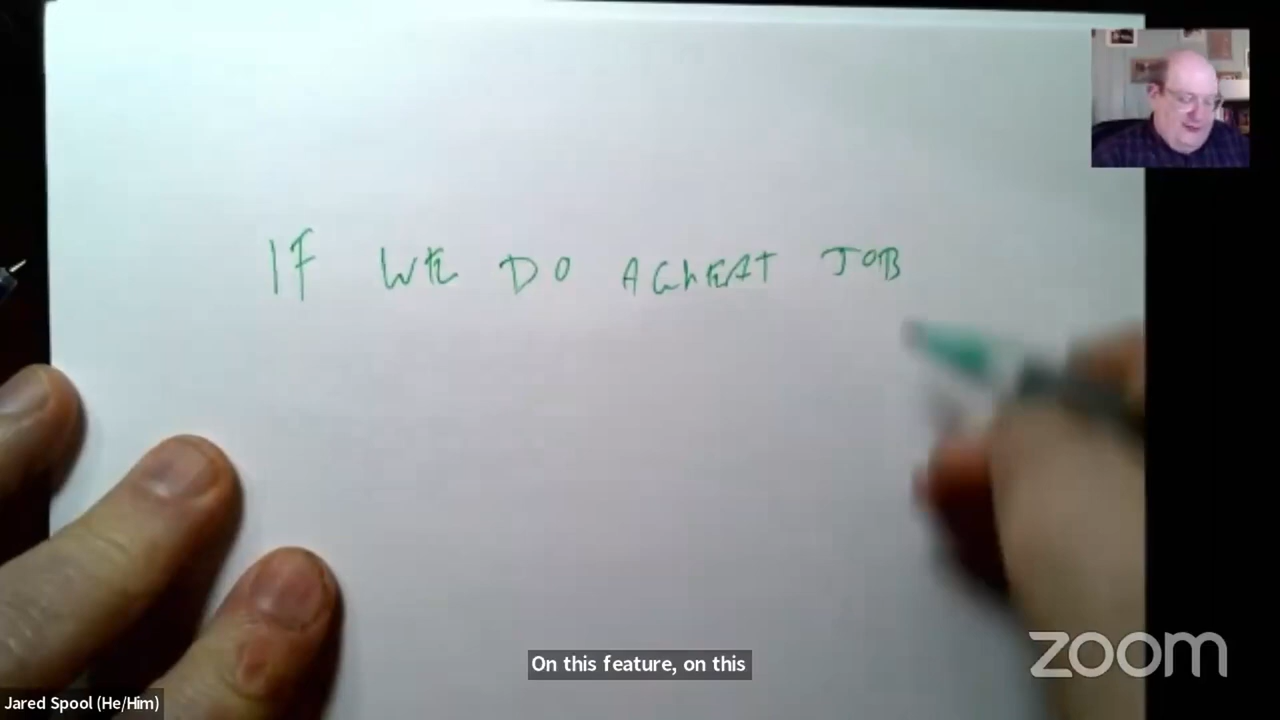 IF WE DO A GREAT JOB
On this feature, on this
zoom
Jared Spool (He/Him)